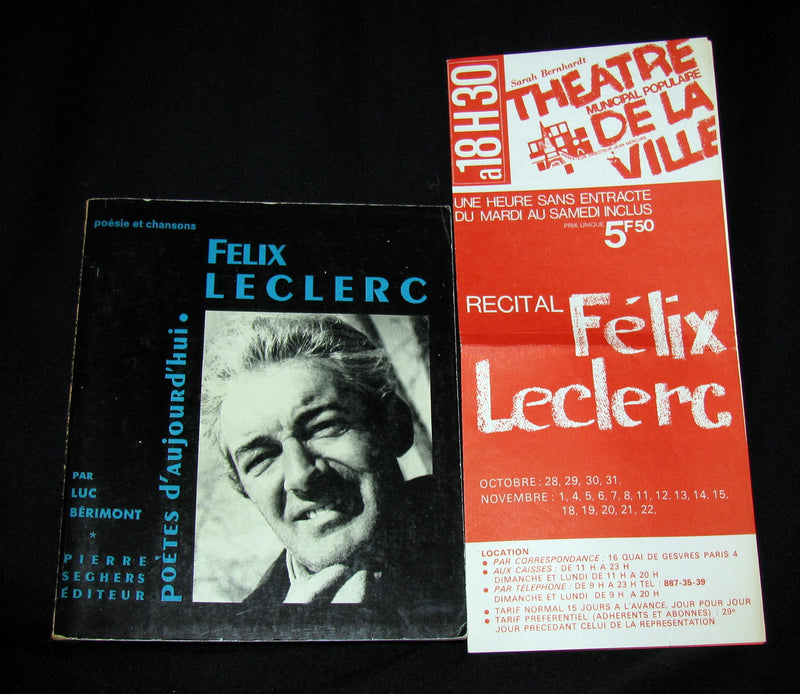 poésie et chansons
FELIX
LECLERC
POÈTES d'AUJOURd'hui
PAR
LUC
BÉRIMONT
*
PIERRE
SEGHERS
ÉDITEUR
a 18H30
Sarah Bernhardt
THEATRE
MUNICIPAL POPULAIRE
DE LA
VILLE
DIRECTEUR JEAN MERCURE
UNE HEURE SANS ENTRACTE
DU MARDI AU SAMEDI INCLUS
PRIX UNIQUE 5F50
RECITAL Félix
Leclerc
OCTOBRE : 28, 29, 30, 31.
NOVEMBRE : 1, 4, 5, 6, 7, 8, 11, 12, 13, 14, 15,
18, 19, 20, 21, 22,
LOCATION
• PAR CORRESPONDANCE : 16 QUAI DE GESVRES PARIS 4
• AUX CAISSES : DE 11 H A 23 H
DIMANCHE ET LUNDI DE 11 H A 20 H
• PAR TELEPHONE : DE 9 H A 23 H TEL : 887-35-39
DIMANCHE ET LUNDI DE 9 H A 20 H
• TARIF NORMAL 15 JOURS A L'AVANCE, JOUR POUR JOUR
• TARIF PREFERENTIEL (ADHERENTS ET ABONNES) : 29e
JOUR PRECEDANT CELUI DE LA REPRESENTATION